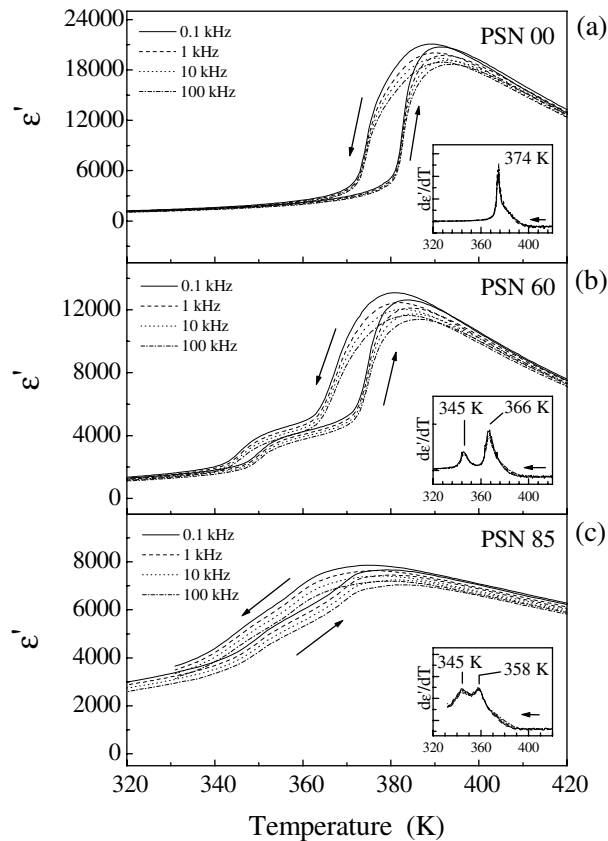 (a)
PSN 00
0.1 kHz
1 kHz
10 kHz
100 kHz
24000
20000
18000
12000
6000
3000
0
ε'
374 K
dε'/dT
320 360 400
(b)
PSN 60
0.1 kHz
1 kHz
10 kHz
100 kHz
12000
8000
4000
2000
0
ε'
345 K
366 K
dε'/dT
320 360 400
(c)
PSN 85
0.1 kHz
1 kHz
10 kHz
100 kHz
8000
6000
4000
2000
0
ε'
345 K
358 K
dε'/dT
320 360 400
320 340 360 380 400 420
Temperature (K)